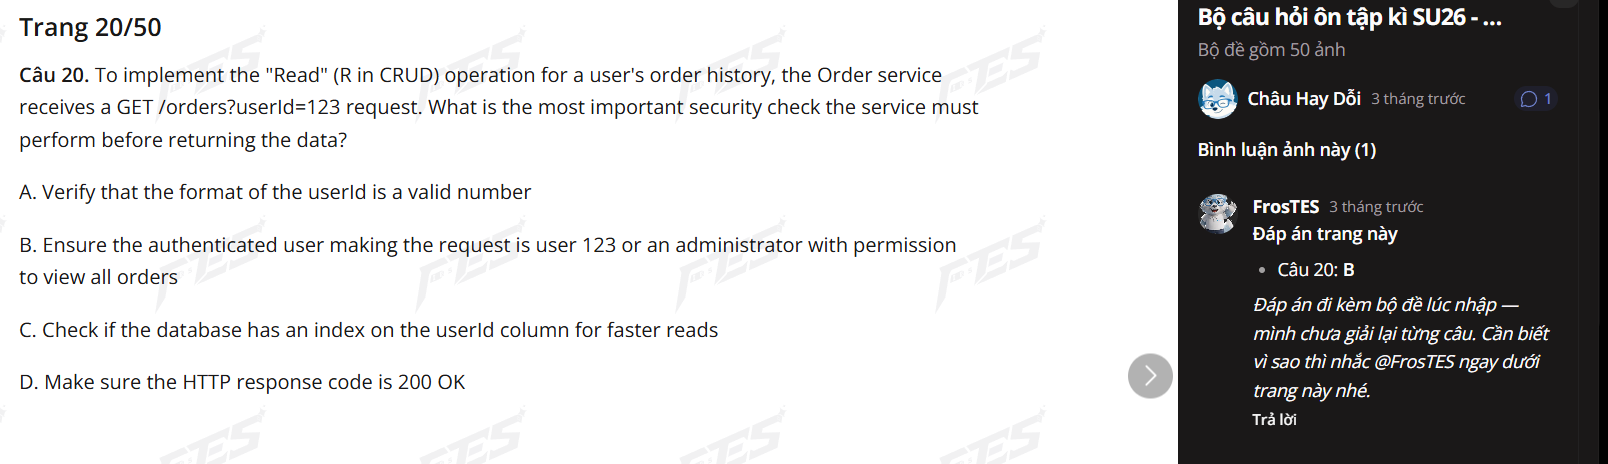 Trang 20/50
Câu 20. To implement the "Read" (R in CRUD) operation for a user's order history, the Order service
receives a GET /orders?userId=123 request. What is the most important security check the service must
perform before returning the data?
A. Verify that the format of the userId is a valid number
B. Ensure the authenticated user making the request is user 123 or an administrator with permission
to view all orders
C. Check if the database has an index on the userId column for faster reads
D. Make sure the HTTP response code is 200 OK
Bộ câu hỏi ôn tập kì SU26 - ...
Bộ đề gồm 50 ảnh
Châu Hay Dỗi 3 tháng trước 1
Bình luận ảnh này (1)
FrosTES 3 tháng trước
Đáp án trang này
• Câu 20: B
Đáp án đi kèm bộ đề lúc nhập —
mình chưa giải lại từng câu. Cần biết
vì sao thì nhắc @FrosTES ngay dưới
trang này nhé.
Trả lời